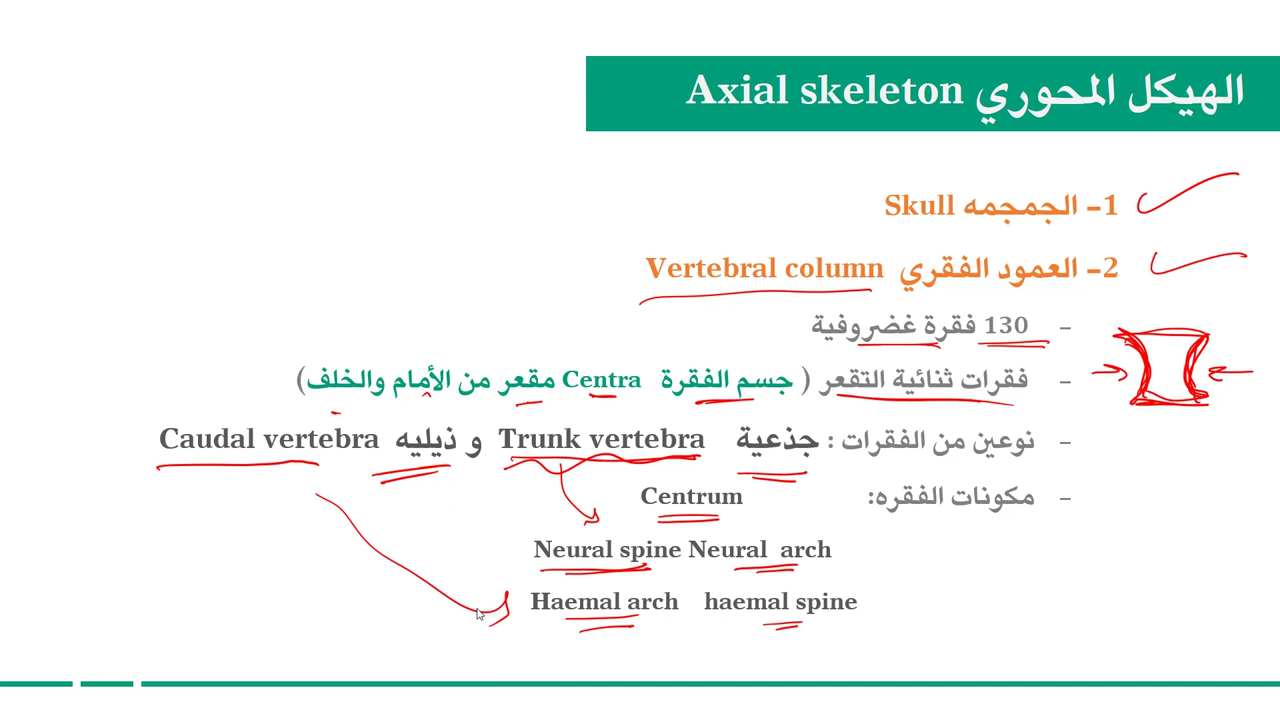 الهيكل المحوري Axial skeleton
1- الجمجمه Skull
2- العمود الفقري Vertebral column
- 130 فقرة غضروفية
- فقرات ثنائية التقعر ( جسم الفقرة Centra مقعر من الأمام والخلف)
- نوعين من الفقرات : جذعية Trunk vertebra و ذيليه Caudal vertebra
- مكونات الفقره: Centrum
Neural spine Neural arch
Haemal arch haemal spine